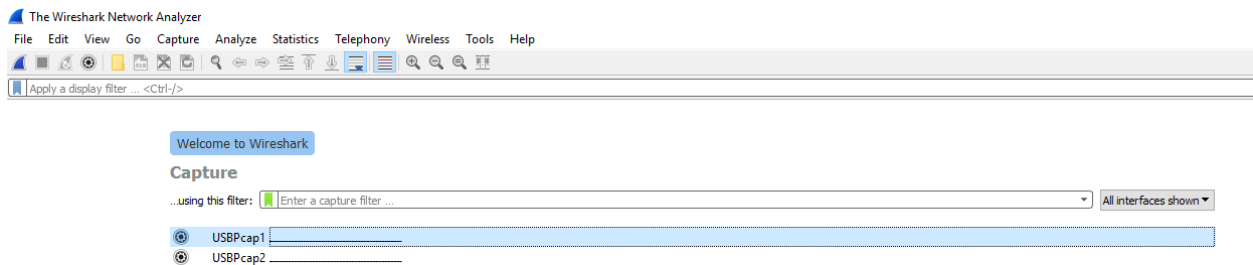 The Wireshark Network Analyzer
File Edit View Go Capture Analyze Statistics Telephony Wireless Tools Help
Apply a display filter ... <Ctrl-/>
Welcome to Wireshark
Capture
...using this filter: Enter a capture filter ... All interfaces shown
USBPcap1
USBPcap2